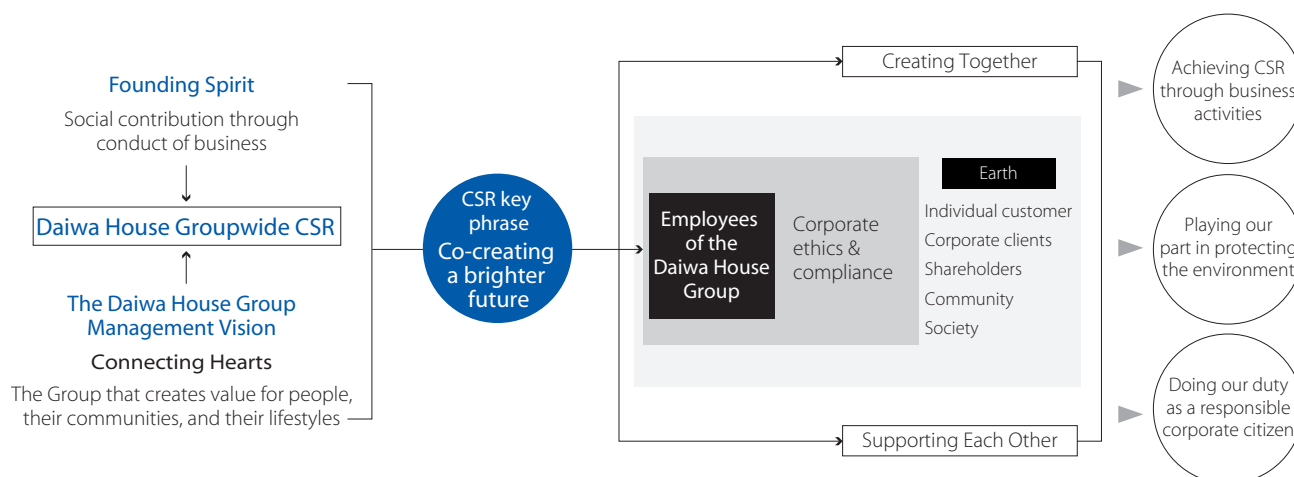 Founding Spirit
Social contribution through
conduct of business
Daiwa House Groupwide CSR
The Daiwa House Group
Management Vision
Connecting Hearts
The Group that creates value for people,
their communities, and their lifestyles
CSR key
phrase
Co-creating
a brighter
future
Creating Together
Employees
of the
Daiwa House
Group
Corporate
ethics &
compliance
Earth
Individual customer
Corporate clients
Shareholders
Community
Society
Supporting Each Other
Achieving CSR
through business
activities
Playing our
part in protecting
the environment
Doing our duty
as a responsible
corporate citizen